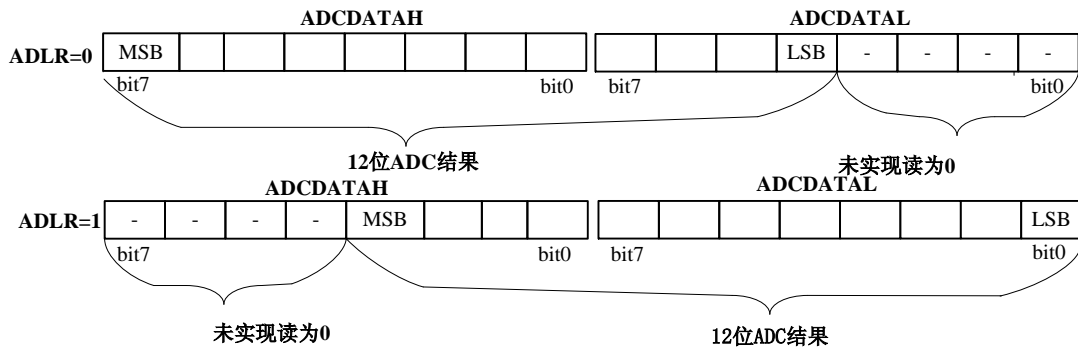 ADCDATAH ADCDATAL
ADLR=0 MSB LSB - - - -
bit7 bit0 bit7 bit0
12位ADC结果 未实现读为0
ADCDATAH ADCDATAL
ADLR=1 - - - - MSB LSB
bit7 bit0 bit7 bit0
未实现读为0 12位ADC结果